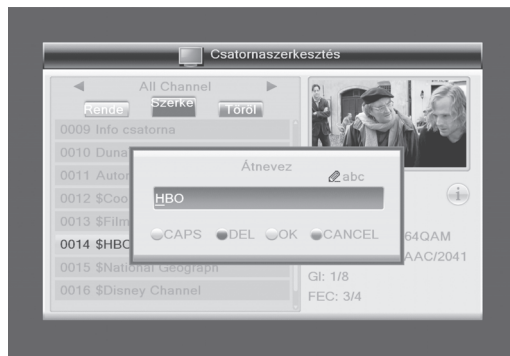 Csatornaszerkesztés
All Channel
Rende Szerke Töröl
0009 Info csatorna
0010 Duna
0011 Autor
0012 $Coo
0013 $Film
0014 $HBO
0015 $National Geograph
0016 $Disney Channel
Átnevez
abc
HBO
CAPS DEL OK CANCEL
64QAM
AAC/2041
GI: 1/8
FEC: 3/4